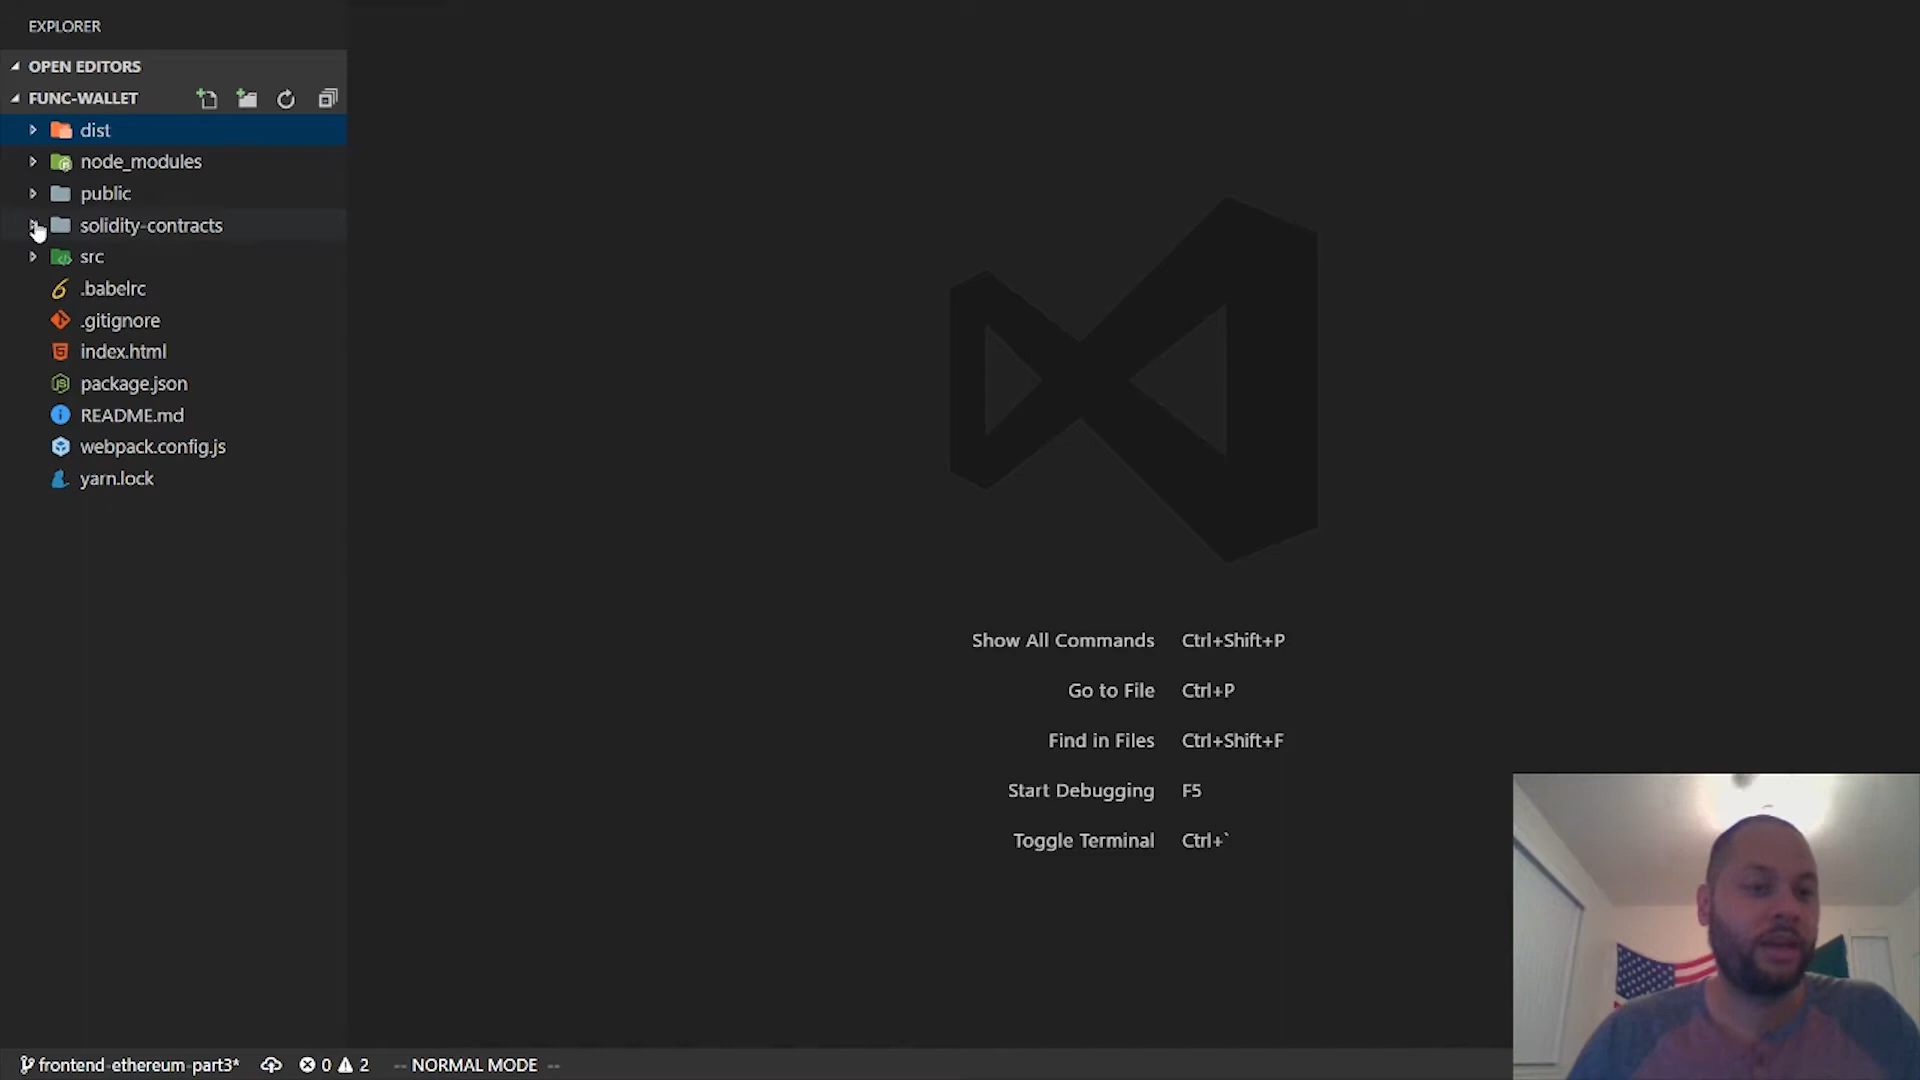 EXPLORER
OPEN EDITORS
FUNC-WALLET
dist
node_modules
public
solidity-contracts
src
.babelrc
.gitignore
index.html
package.json
README.md
webpack.config.js
yarn.lock
Show All Commands Ctrl+Shift+P
Go to File Ctrl+P
Find in Files Ctrl+Shift+F
Start Debugging F5
Toggle Terminal Ctrl+`
frontend-ethereum-part3* 0 2 -- NORMAL MODE --